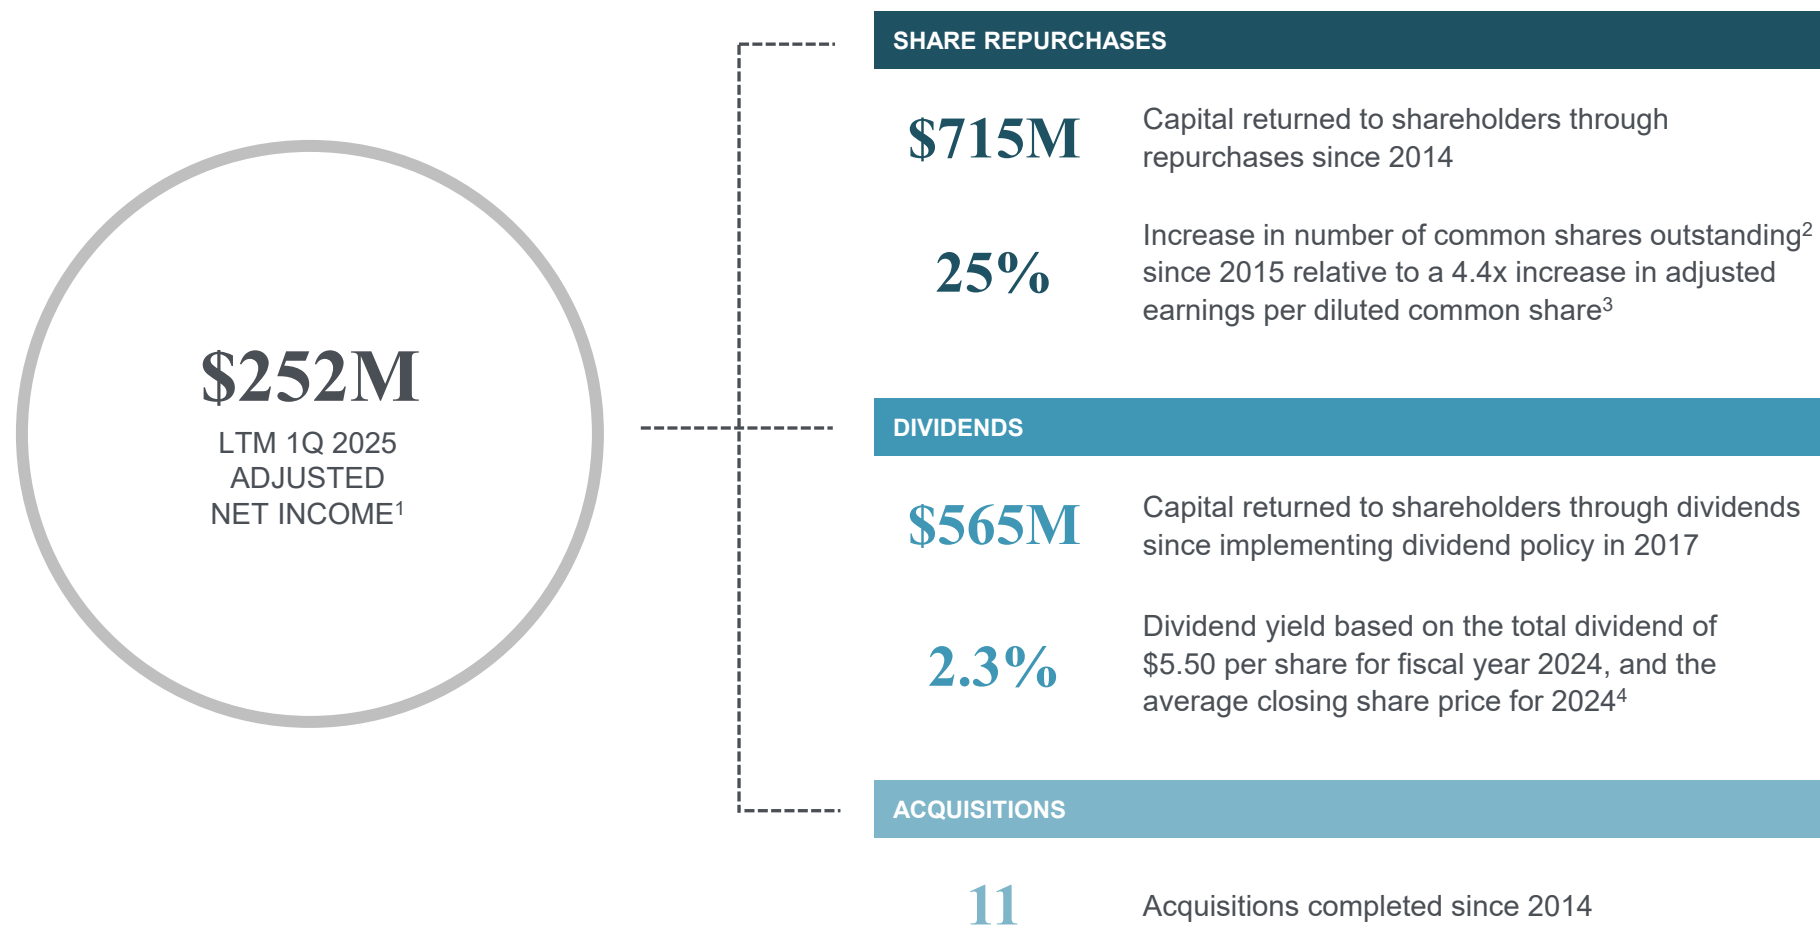 $252M
LTM 1Q 2025
ADJUSTED
NET INCOME¹
SHARE REPURCHASES
$715M
Capital returned to shareholders through
repurchases since 2014
25%
Increase in number of common shares outstanding²
since 2015 relative to a 4.4x increase in adjusted
earnings per diluted common share³
DIVIDENDS
$565M
Capital returned to shareholders through dividends
since implementing dividend policy in 2017
2.3%
Dividend yield based on the total dividend of
$5.50 per share for fiscal year 2024, and the
average closing share price for 2024⁴
ACQUISITIONS
11
Acquisitions completed since 2014